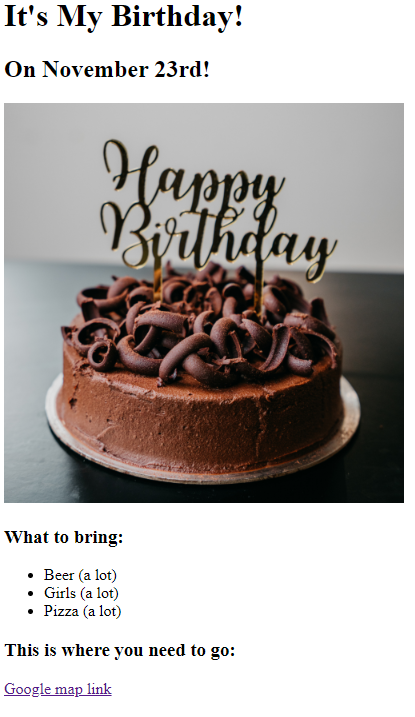 It's My Birthday!
On November 23rd!
Happy
Birthday
What to bring:
Beer (a lot)
Girls (a lot)
Pizza (a lot)
This is where you need to go:
Google map link